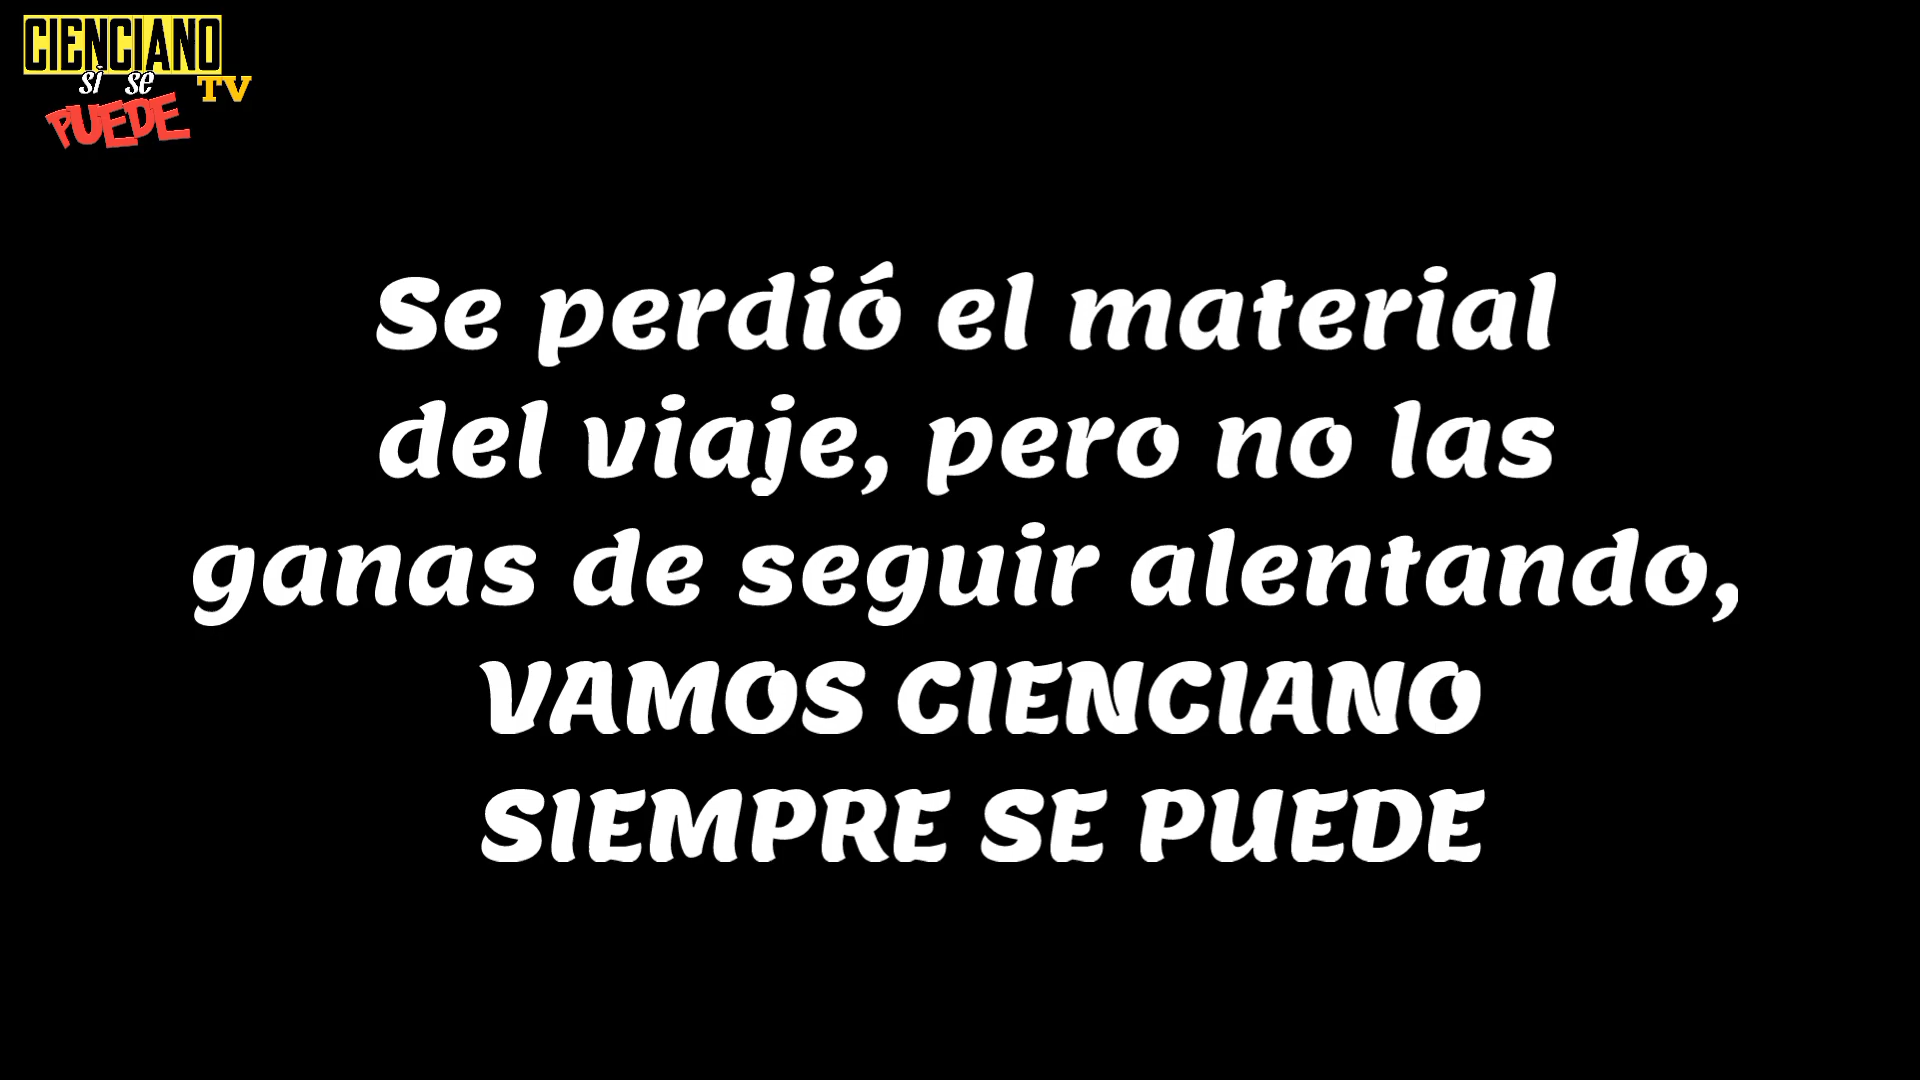 CIENCIANO
si se
TV
PUEDE
Se perdió el material
del viaje, pero no las
ganas de seguir alentando,
VAMOS CIENCIANO
SIEMPRE SE PUEDE